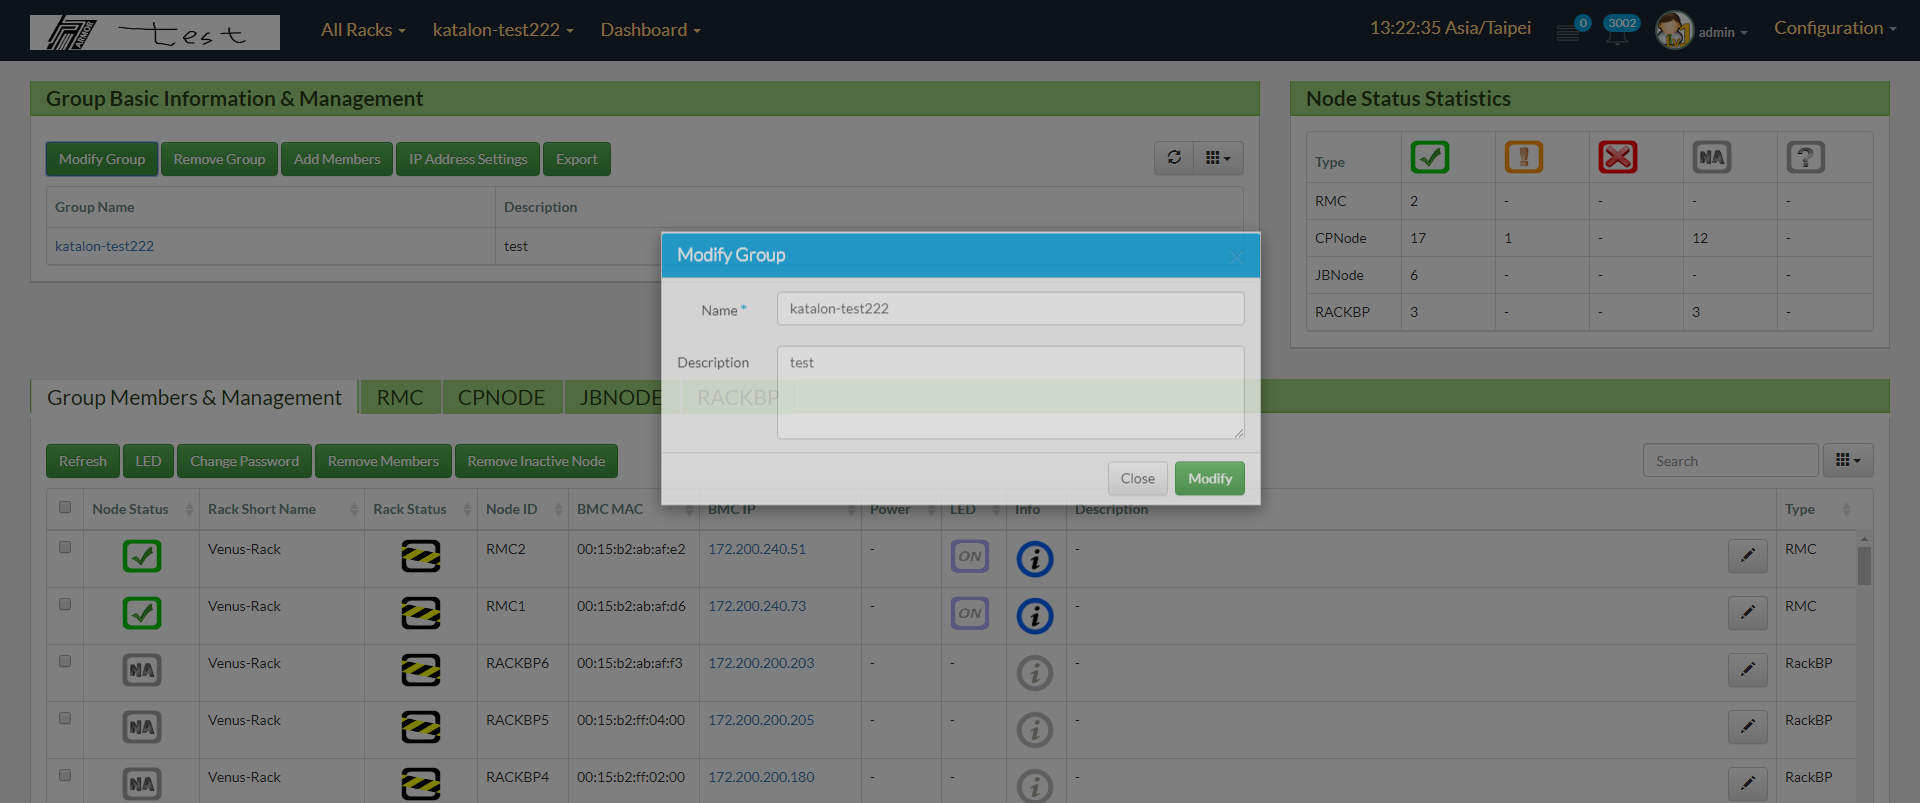 ARMOR test All Racks katalon-test222 Dashboard 13:22:35 Asia/Taipei 0 3002 admin Configuration
Group Basic Information & Management
Modify Group Remove Group Add Members IP Address Settings Export
Group Name Description
katalon-test222 test
Node Status Statistics
Type NA ?
RMC 2 - - - -
CPNode 17 1 - 12 -
JBNode 6 - - - -
RACKBP 3 - - 3 -
Modify Group ×
Name * katalon-test222
Description test
Close Modify
Group Members & Management RMC CPNODE JBNODE RACKBP
Refresh LED Change Password Remove Members Remove Inactive Node Search
Node Status Rack Short Name Rack Status Node ID BMC MAC BMC IP Power LED Info Description Type
Venus-Rack RMC2 00:15:b2:ab:af:e2 172.200.240.51 - ON i - RMC
Venus-Rack RMC1 00:15:b2:ab:af:d6 172.200.240.73 - ON i - RMC
NA Venus-Rack RACKBP6 00:15:b2:ab:af:f3 172.200.200.203 - - i - RackBP
NA Venus-Rack RACKBP5 00:15:b2:ff:04:00 172.200.200.205 - - i - RackBP
NA Venus-Rack RACKBP4 00:15:b2:ff:02:00 172.200.200.180 - - i - RackBP